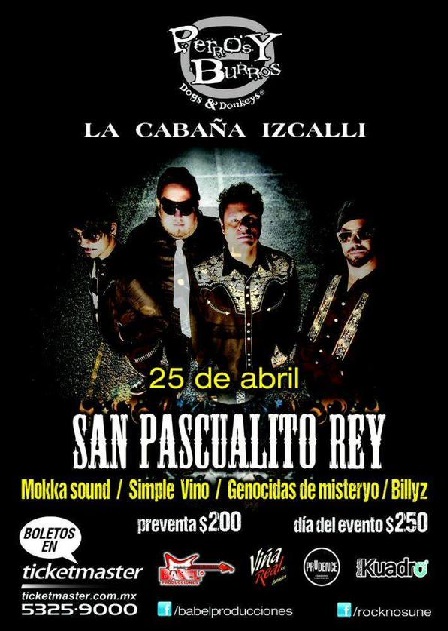 PERROS Y
BURROS
Dogs & Donkeys
LA CABAÑA IZCALLI
25 de abril
SAN PASCUALITO REY
Mokka sound / Simple Vino / Genocidas de misteryo / Billyz
preventa $200 día del evento $250
BOLETOS
EN
ticketmaster
ticketmaster.com.mx
5325-9000
BABEL
Viña
Real
PRUDENCE
Kuadro
f /babelproducciones
f /rocknosune